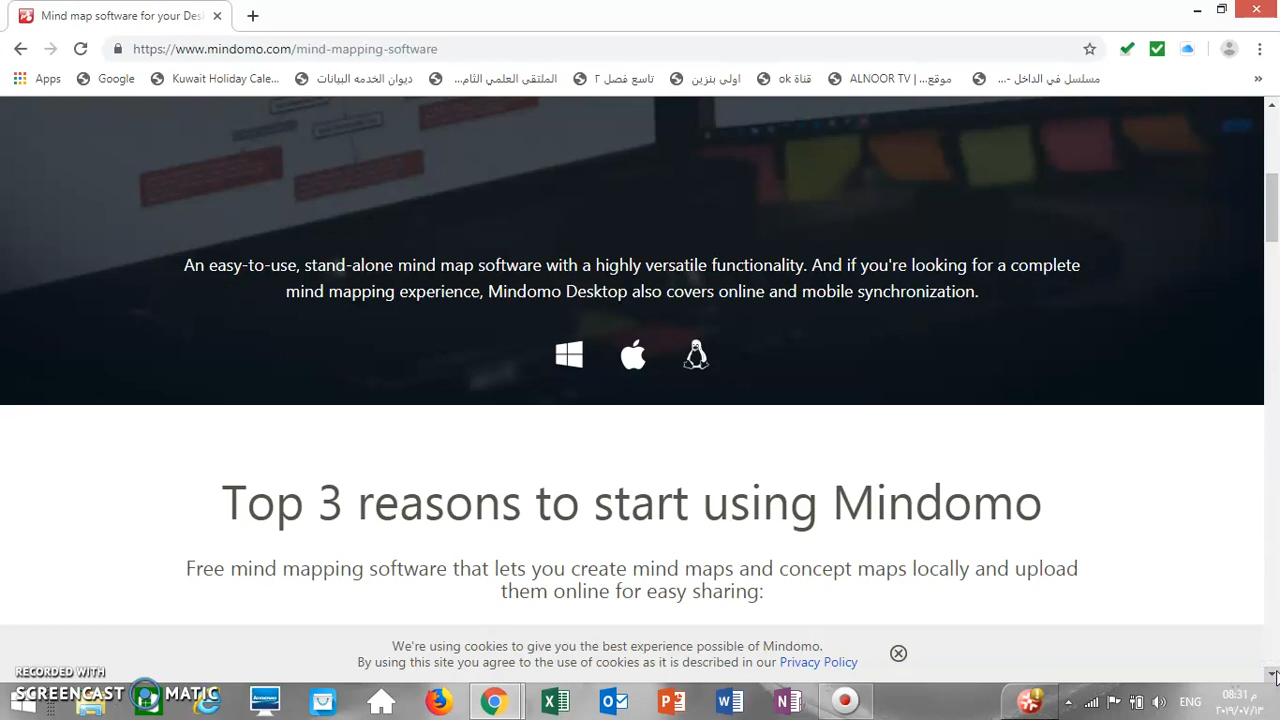 Mind map software for your Des
https://www.mindomo.com/mind-mapping-software
Apps
Google
Kuwait Holiday Cale...
ديوان الخدمه البيانات
الملتقى العلمي الثام...
تاسع فصل ٢
اولى بنزين
قناة ok
موقع... | ALNOOR TV
مسلسل في الداخل -...
An easy-to-use, stand-alone mind map software with a highly versatile functionality. And if you're looking for a complete
mind mapping experience, Mindomo Desktop also covers online and mobile synchronization.
Top 3 reasons to start using Mindomo
Free mind mapping software that lets you create mind maps and concept maps locally and upload
them online for easy sharing:
We're using cookies to give you the best experience possible of Mindomo.
By using this site you agree to the use of cookies as it is described in our Privacy Policy
RECORDED WITH
SCREENCAST MATIC
ENG
08:31 م
٢٠١٩/٠٧/١٣